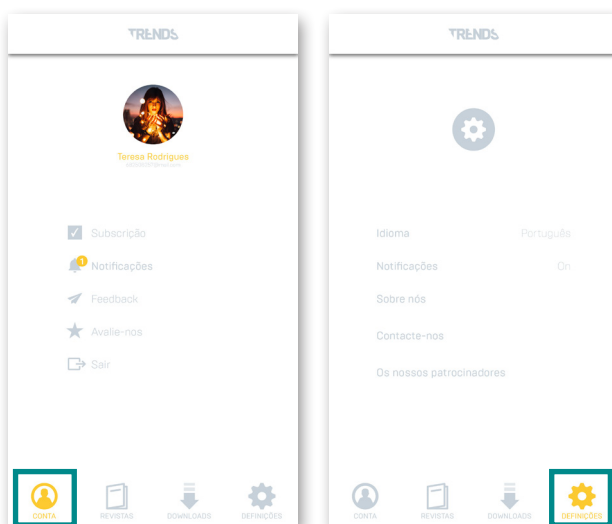 TRENDS
Teresa Rodrigues
Subscrição
1
Notificações
Feedback
Avalie-nos
Sair
CONTA
REVISTAS
DOWNLOADS
DEFINIÇÕES
TRENDS
Idioma Português
Notificações On
Sobre nós
Contacte-nos
Os nossos patrocinadores
CONTA
REVISTAS
DOWNLOADS
DEFINIÇÕES